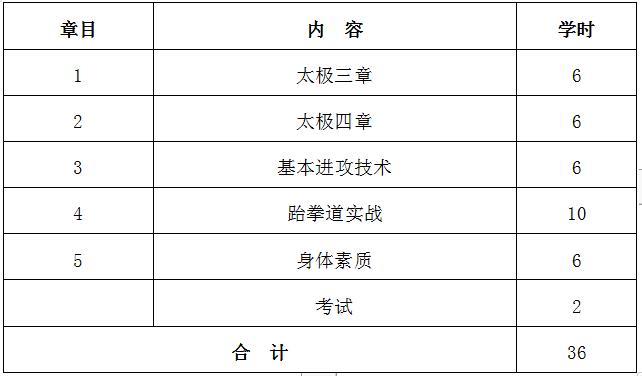 章目 内 容 学时
1 太极三章 6
2 太极四章 6
3 基本进攻技术 6
4 跆拳道实战 10
5 身体素质 6
考试 2
合 计 36